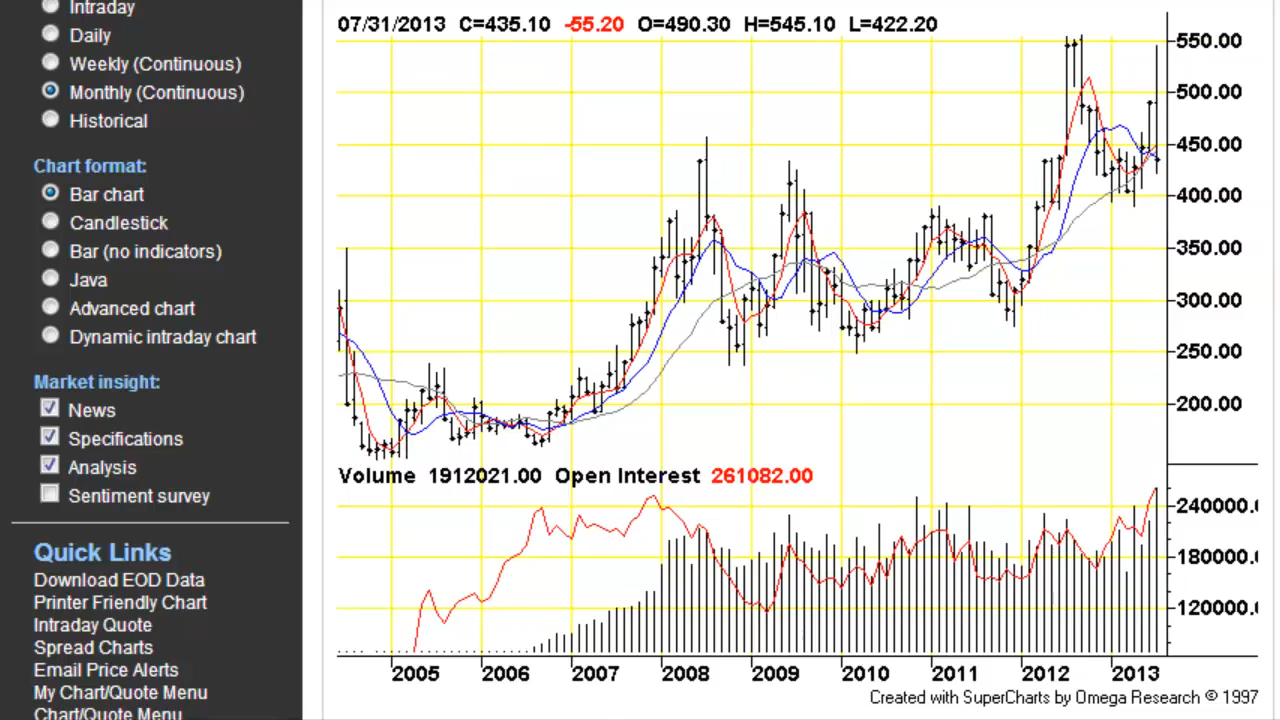 Intraday
Daily
Weekly (Continuous)
Monthly (Continuous)
Historical
Chart format:
Bar chart
Candlestick
Bar (no indicators)
Java
Advanced chart
Dynamic intraday chart
Market insight:
News
Specifications
Analysis
Sentiment survey
Quick Links
Download EOD Data
Printer Friendly Chart
Intraday Quote
Spread Charts
Email Price Alerts
My Chart/Quote Menu
Chart/Quote Menu
07/31/2013 C=435.10 -55.20 O=490.30 H=545.10 L=422.20
550.00
500.00
450.00
400.00
350.00
300.00
250.00
200.00
Volume 1912021.00 Open Interest 261082.00
240000.0
180000.0
120000.0
2005 2006 2007 2008 2009 2010 2011 2012 2013
Created with SuperCharts by Omega Research © 1997